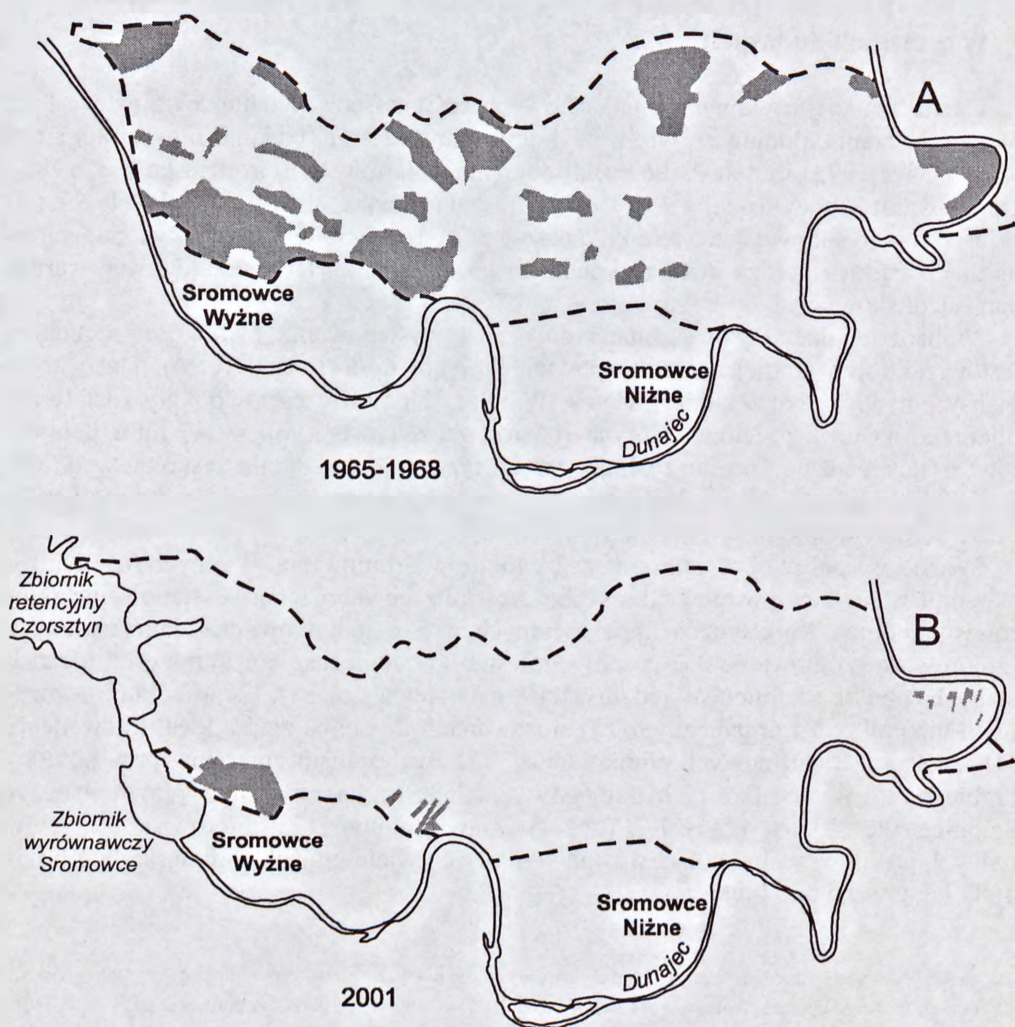 A
Sromowce
Wyżne
Sromowce
Niżne
Dunajec
1965-1968
Zbiornik
retencyjny
Czorsztyn
B
Zbiornik
wyrównawczy
Sromowce
Sromowce
Wyżne
Sromowce
Niżne
Dunajec
2001